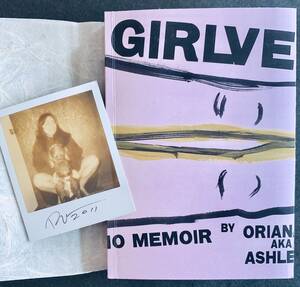 GIRLVE
IO MEMOIR BY ORIAN
AKA
ASHLE
2011